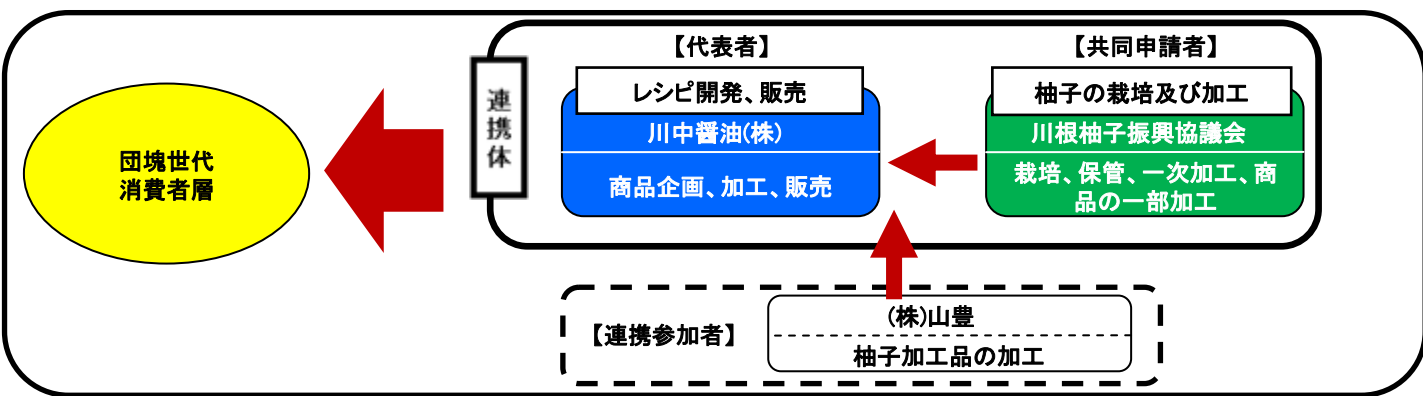 団塊世代
消費者層
連携体
【代表者】
レシピ開発、販売
川中醤油(株)
商品企画、加工、販売
【共同申請者】
柚子の栽培及び加工
川根柚子振興協議会
栽培、保管、一次加工、商
品の一部加工
【連携参加者】
(株)山豊
柚子加工品の加工